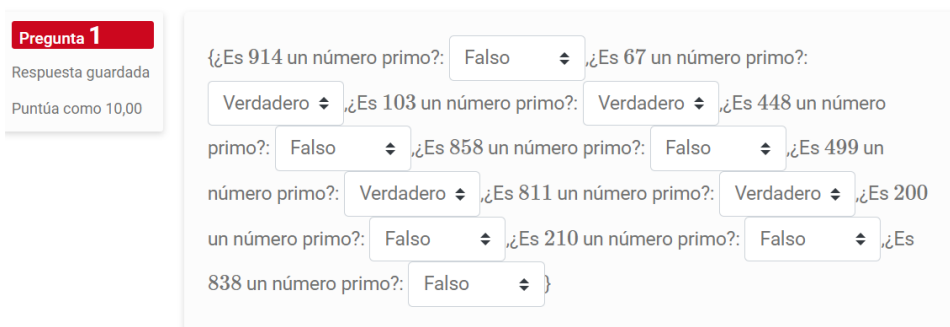 Pregunta 1
Respuesta guardada
Puntúa como 10,00
{¿Es 914 un número primo?: Falso ,¿Es 67 un número primo?:
Verdadero ,¿Es 103 un número primo?: Verdadero ,¿Es 448 un número
primo?: Falso ,¿Es 858 un número primo?: Falso ,¿Es 499 un
número primo?: Verdadero ,¿Es 811 un número primo?: Verdadero ,¿Es 200
un número primo?: Falso ,¿Es 210 un número primo?: Falso ,¿Es
838 un número primo?: Falso }